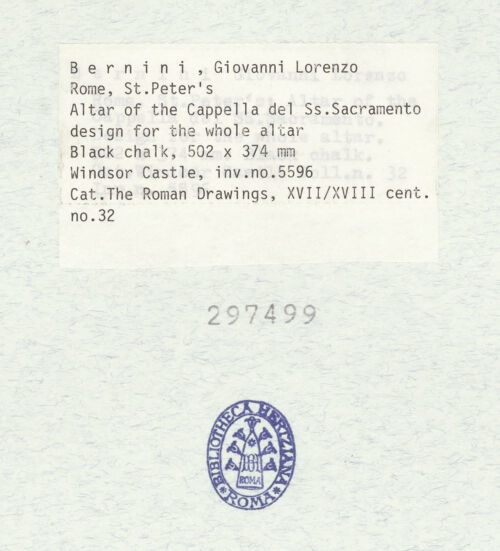 B e r n i n i , Giovanni Lorenzo
Rome, St.Peter's
Altar of the Cappella del Ss.Sacramento
design for the whole altar
Black chalk, 502 x 374 mm
Windsor Castle, inv.no.5596
Cat.The Roman Drawings, XVII/XVIII cent.
no.32
297499
BIBLIOTHECA HERTZIANA
ROMA
ROMA